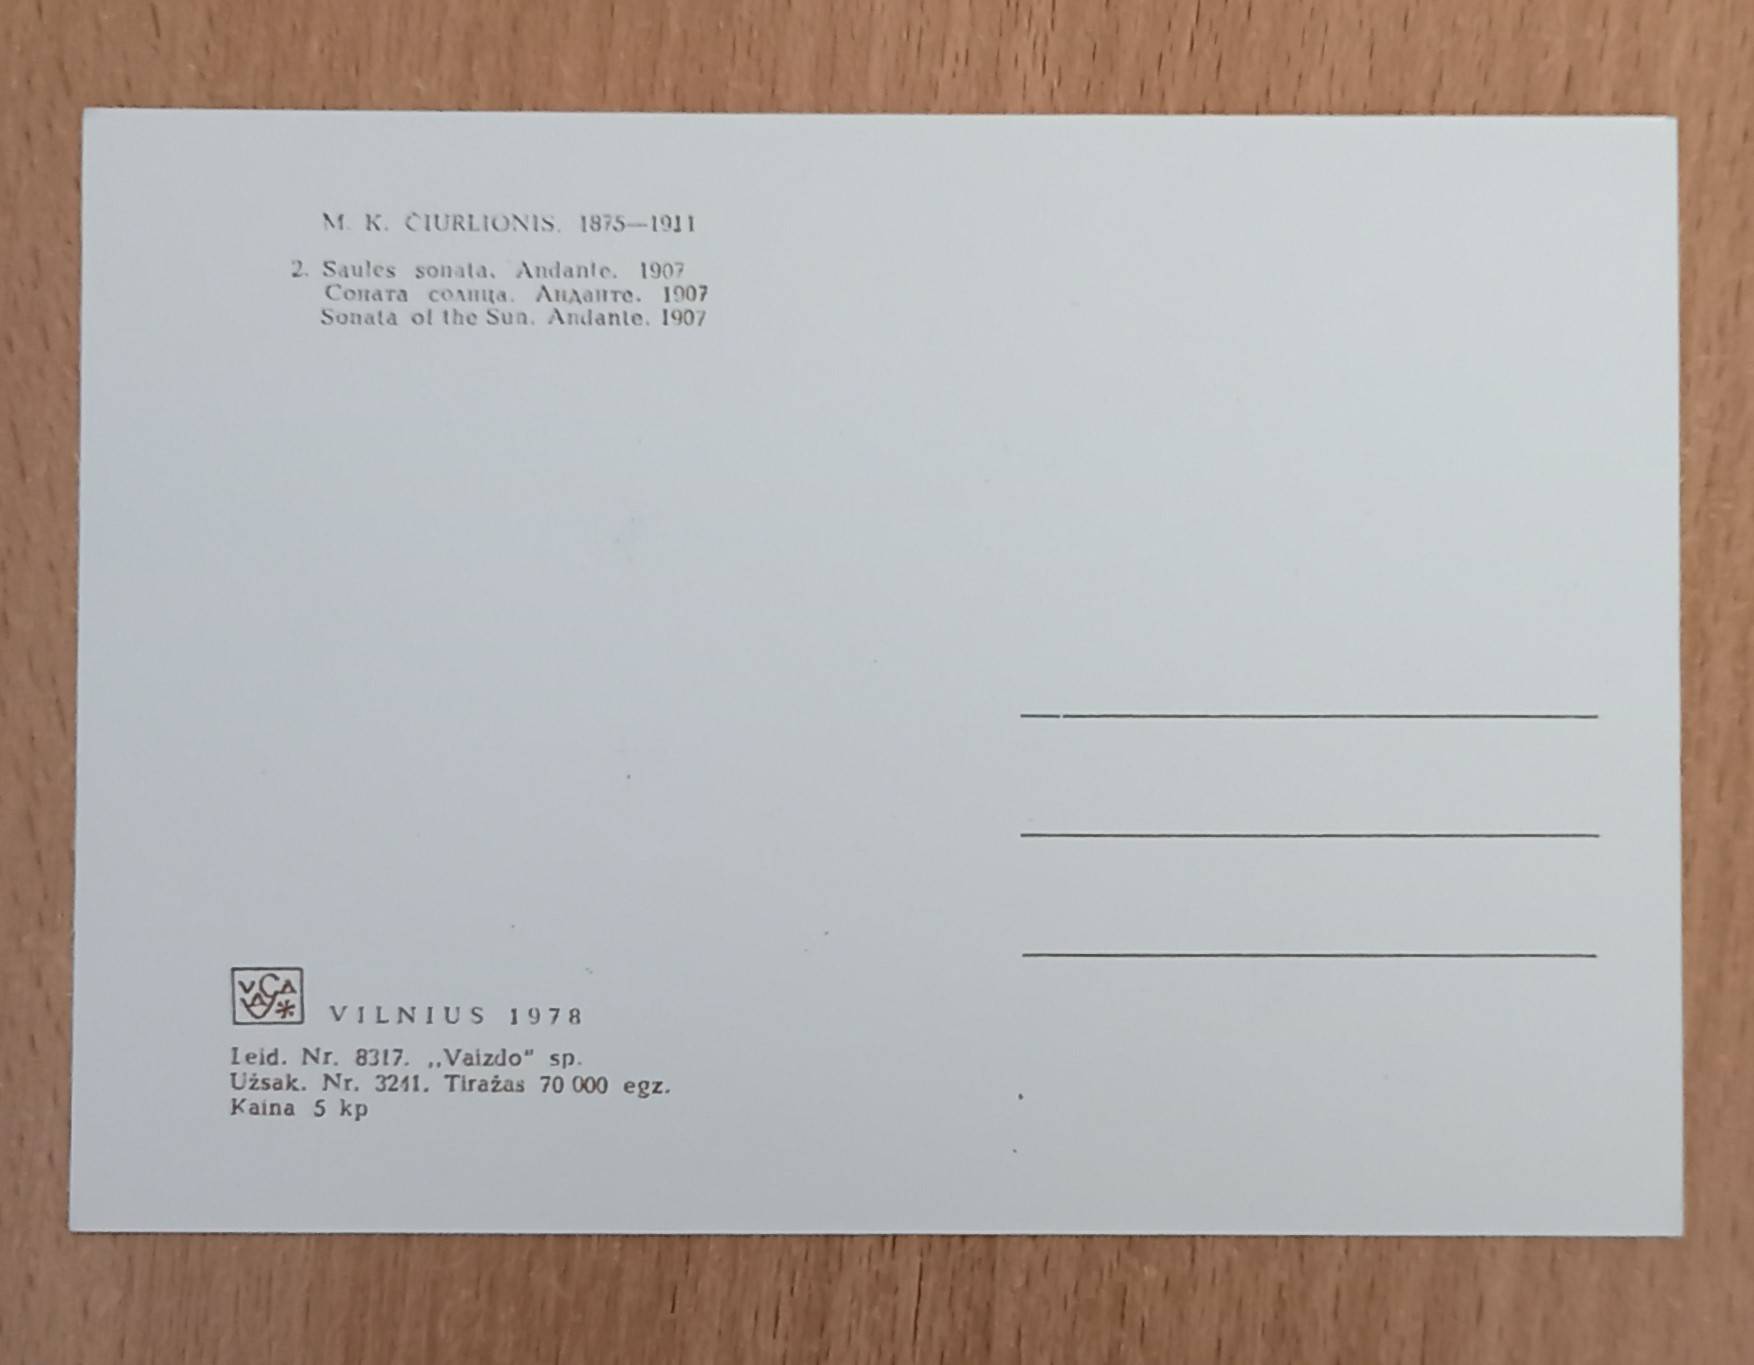 M. K. ČIURLIONIS. 1875—1911
2. Saulės sonata. Andante. 1907
Соната солнца. Анданте. 1907
Sonata of the Sun. Andante. 1907
VILNIUS 1978
Leid. Nr. 8317. „Vaizdo“ sp.
Užsak. Nr. 3241. Tiražas 70 000 egz.
Kaina 5 kp